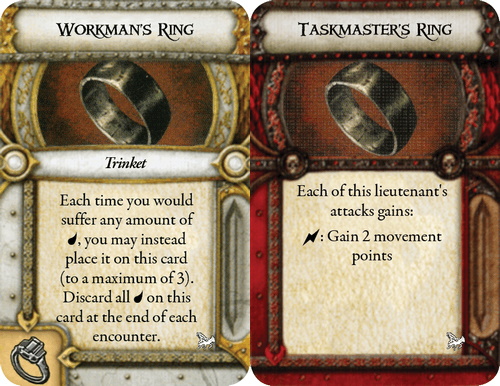 WORKMAN'S RING
Trinket
Each time you would
suffer any amount of
, you may instead
place it on this card
(to a maximum of 3).
Discard all on this
card at the end of each
encounter.
TASKMASTER'S RING
Each of this lieutenant's
attacks gains:
: Gain 2 movement
points